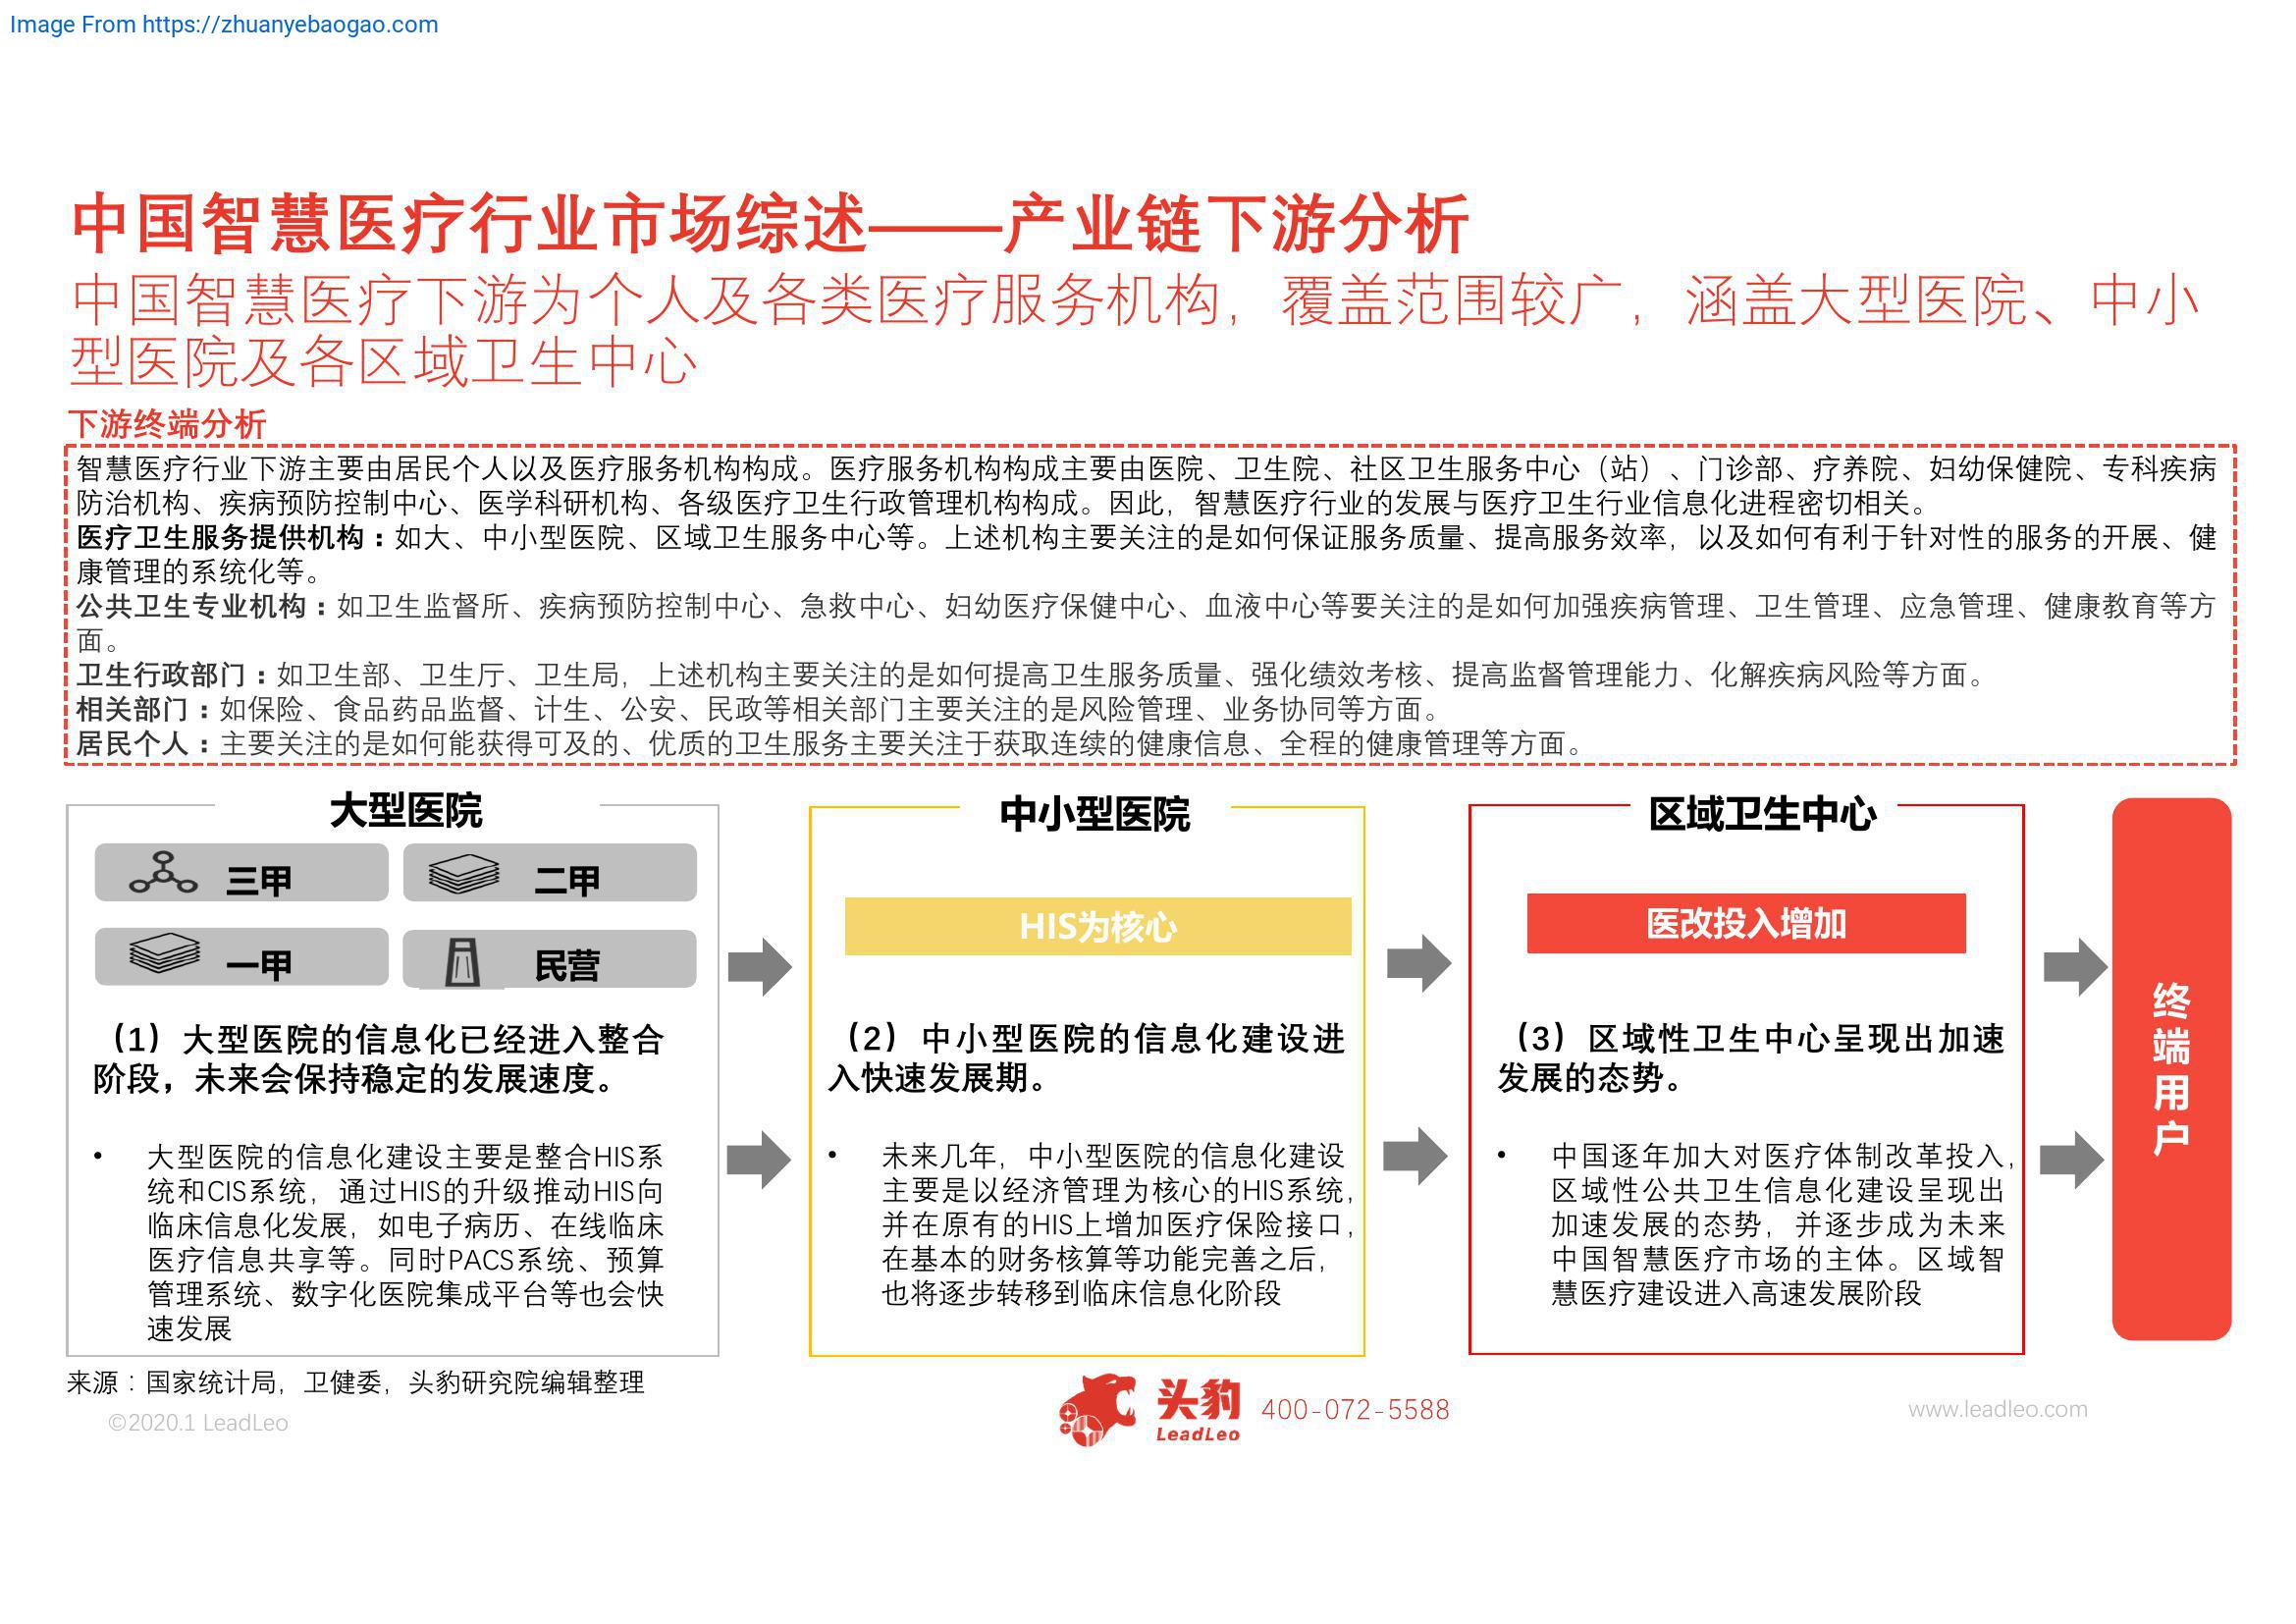 Image From https://zhuanyebaogao.com
中国智慧医疗行业市场综述——产业链下游分析
中国智慧医疗下游为个人及各类医疗服务机构，覆盖范围较广，涵盖大型医院、中小
型医院及各区域卫生中心
下游终端分析
智慧医疗行业下游主要由居民个人以及医疗服务机构构成。医疗服务机构构成主要由医院、卫生院、社区卫生服务中心（站）、门诊部、疗养院、妇幼保健院、专科疾病
防治机构、疾病预防控制中心、医学科研机构、各级医疗卫生行政管理机构构成。因此，智慧医疗行业的发展与医疗卫生行业信息化进程密切相关。
医疗卫生服务提供机构：如大、中小型医院、区域卫生服务中心等。上述机构主要关注的是如何保证服务质量、提高服务效率，以及如何有利于针对性的服务的开展、健
康管理的系统化等。
公共卫生专业机构：如卫生监督所、疾病预防控制中心、急救中心、妇幼医疗保健中心、血液中心等要关注的是如何加强疾病管理、卫生管理、应急管理、健康教育等方
面。
卫生行政部门：如卫生部、卫生厅、卫生局，上述机构主要关注的是如何提高卫生服务质量、强化绩效考核、提高监督管理能力、化解疾病风险等方面。
相关部门：如保险、食品药品监督、计生、公安、民政等相关部门主要关注的是风险管理、业务协同等方面。
居民个人：主要关注的是如何能获得可及的、优质的卫生服务主要关注于获取连续的健康信息、全程的健康管理等方面。
大型医院
三甲
二甲
一甲
民营
（1）大型医院的信息化已经进入整合
阶段，未来会保持稳定的发展速度。
• 大型医院的信息化建设主要是整合HIS系
统和CIS系统，通过HIS的升级推动HIS向
临床信息化发展，如电子病历、在线临床
医疗信息共享等。同时PACS系统、预算
管理系统、数字化医院集成平台等也会快
速发展
中小型医院
HIS为核心
（2）中小型医院的信息化建设进
入快速发展期。
• 未来几年，中小型医院的信息化建设
主要是以经济管理为核心的HIS系统，
并在原有的HIS上增加医疗保险接口，
在基本的财务核算等功能完善之后，
也将逐步转移到临床信息化阶段
区域卫生中心
医改投入增加
（3）区域性卫生中心呈现出加速
发展的态势。
• 中国逐年加大对医疗体制改革投入，
区域性公共卫生信息化建设呈现出
加速发展的态势，并逐步成为未来
中国智慧医疗市场的主体。区域智
慧医疗建设进入高速发展阶段
终端用户
来源：国家统计局，卫健委，头豹研究院编辑整理
©2020.1 LeadLeo
头豹
LeadLeo
400-072-5588
www.leadleo.com